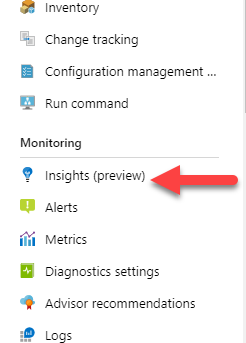 Inventory
Change tracking
Configuration management ...
Run command
Monitoring
Insights (preview)
Alerts
Metrics
Diagnostics settings
Advisor recommendations
Logs